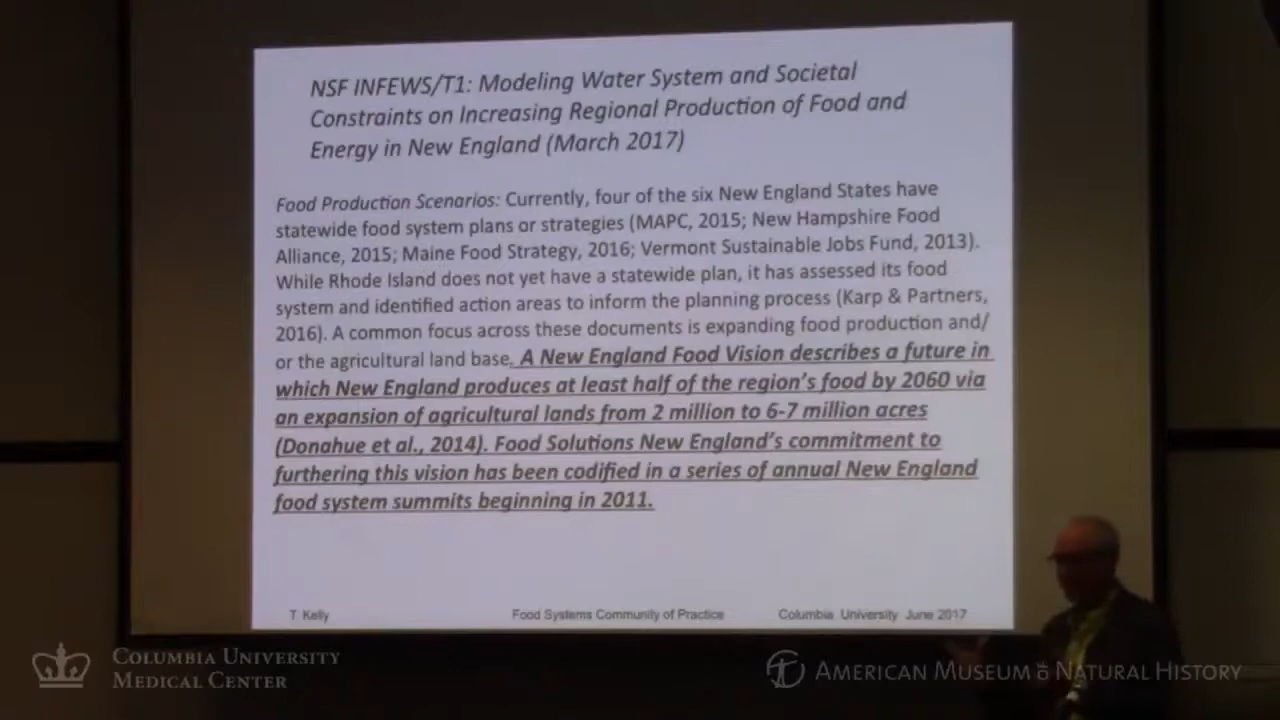 NSF INFEWS/T1: Modeling Water System and Societal
Constraints on Increasing Regional Production of Food and
Energy in New England (March 2017)
Food Production Scenarios: Currently, four of the six New England States have
statewide food system plans or strategies (MAPC, 2015; New Hampshire Food
Alliance, 2015; Maine Food Strategy, 2016; Vermont Sustainable Jobs Fund, 2013).
While Rhode Island does not yet have a statewide plan, it has assessed its food
system and identified action areas to inform the planning process (Karp & Partners,
2016). A common focus across these documents is expanding food production and/
or the agricultural land base. A New England Food Vision describes a future in
which New England produces at least half of the region's food by 2060 via
an expansion of agricultural lands from 2 million to 6-7 million acres
(Donahue et al., 2014). Food Solutions New England's commitment to
furthering this vision has been codified in a series of annual New England
food system summits beginning in 2011.
T. Kelly Food Systems Community of Practice Columbia University June 2017
COLUMBIA UNIVERSITY
MEDICAL CENTER
AMERICAN MUSEUM OF NATURAL HISTORY